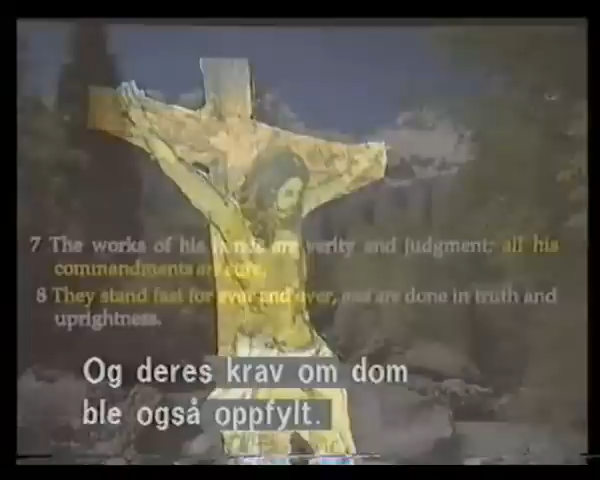 7 The works of his hands are verity and judgment; all his
commandments are sure.
8 They stand fast for ever and ever, and are done in truth and
uprightness.
Og deres krav om dom
ble også oppfylt.